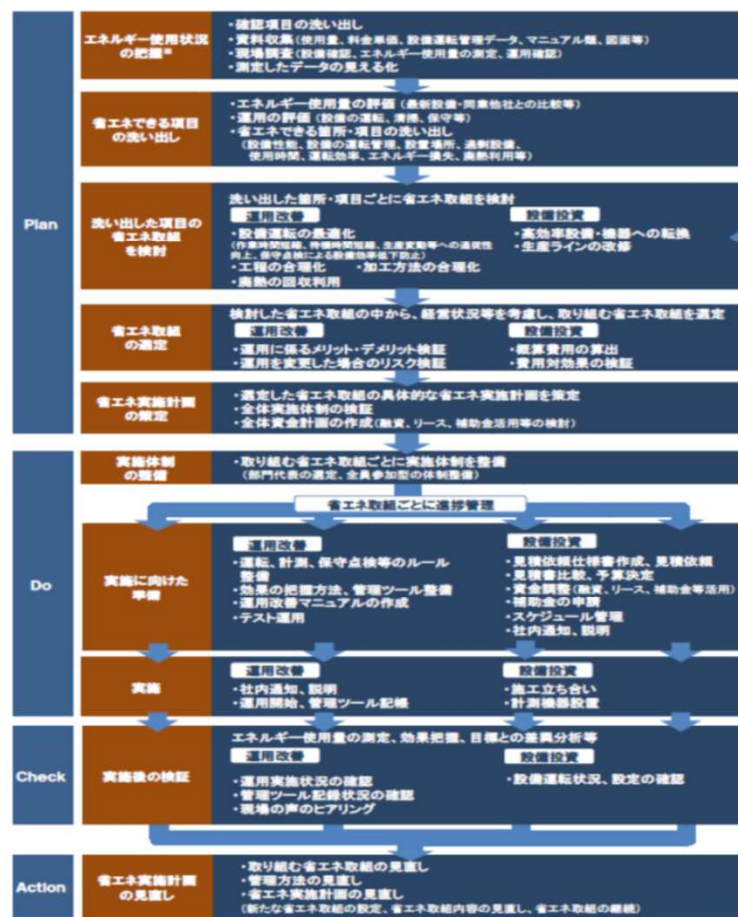 エネルギー使用状況
の把握※
・確認項目の洗い出し
・資料収集（使用量、料金単価、設備運転管理データ、マニュアル類、図面等）
・現場調査（設備確認、エネルギー使用量の測定、運用確認）
・測定したデータの見える化
Plan
省エネできる項目
の洗い出し
・エネルギー使用量の評価（最新設備・同業他社との比較等）
・運用の評価（設備の運転、清掃、保守等）
・省エネできる箇所・項目の洗い出し
（設備性能、設備の運転管理、設置場所、過剰設備、
使用時間、運転効率、エネルギー損失、廃熱利用等）
洗い出した項目の
省エネ取組
を検討
洗い出した箇所・項目ごとに省エネ取組を検討
運用改善
・設備運転の最適化
（作業時間短縮、待機時間短縮、生産変動等への追従性
向上、保守点検による設備効率低下防止）
・工程の合理化 ・加工方法の合理化
・廃熱の回収利用
設備投資
・高効率設備・機器への転換
・生産ラインの改修
省エネ取組
の選定
検討した省エネ取組の中から、経営状況等を考慮し、取り組む省エネ取組を選定
運用改善
・運用に係るメリット・デメリット検証
・運用を変更した場合のリスク検証
設備投資
・概算費用の算出
・費用対効果の検証
省エネ実施計画
の策定
・選定した省エネ取組の具体的な省エネ実施計画を策定
・全体実施体制の検証
・全体資金計画の作成（融資、リース、補助金活用等の検討）
Do
実施体制
の整備
・取り組む省エネ取組ごとに実施体制を整備
（部門代表の選定、全員参加型の体制整備）
省エネ取組ごとに進捗管理
実施に向けた
準備
運用改善
・運転、計測、保守点検等のルール
整備
・効果の把握方法、管理ツール整備
・運用改善マニュアルの作成
・テスト運用
設備投資
・見積依頼仕様書作成、見積依頼
・見積書比較、予算決定
・資金調整（融資、リース、補助金等活用）
・補助金の申請
・スケジュール管理
・社内通知、説明
実施
運用改善
・社内通知、説明
・運用開始、管理ツール記帳
設備投資
・施工立ち合い
・計測機器設置
Check
実施後の検証
エネルギー使用量の測定、効果把握、目標との差異分析等
運用改善
・運用実施状況の確認
・管理ツール記録状況の確認
・現場の声のヒアリング
設備投資
・設備運転状況、設定の確認
Action
省エネ実施計画
の見直し
・取り組む省エネ取組の見直し
・管理方法の見直し
・省エネ実施計画の見直し
（新たな省エネ取組の設定、省エネ取組内容の見直し、省エネ取組の継続）